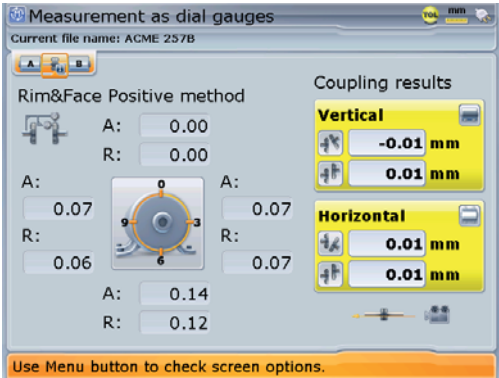 Measurement as dial gauges
TOL mm
Current file name: ACME 257B
A B
Rim&Face Positive method
A: 0.00
R: 0.00
A: 0.07
R: 0.06
0
3
6
9
A: 0.07
R: 0.07
A: 0.14
R: 0.12
Coupling results
Vertical
-0.01 mm
0.01 mm
Horizontal
0.01 mm
0.01 mm
Use Menu button to check screen options.